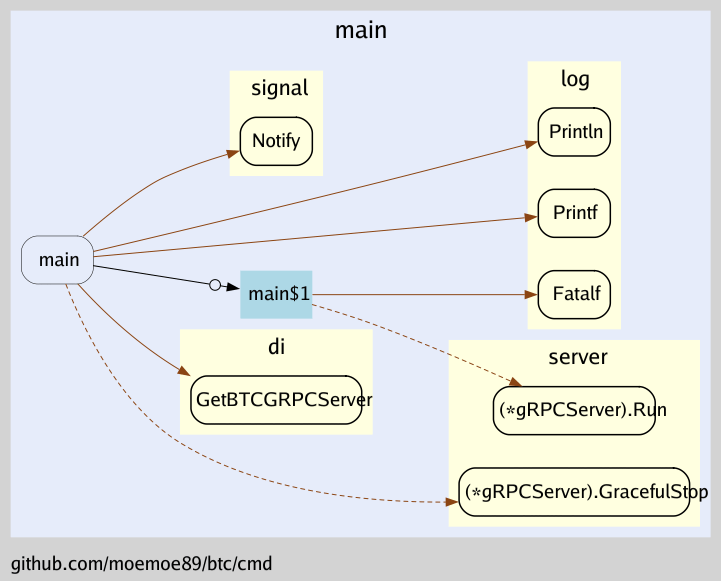 main
signal
Notify
log
Println
Printf
Fatalf
main
main$1
di
GetBTCGRPCServer
server
(*gRPCServer).Run
(*gRPCServer).GracefulStop
github.com/moemoe89/btc/cmd